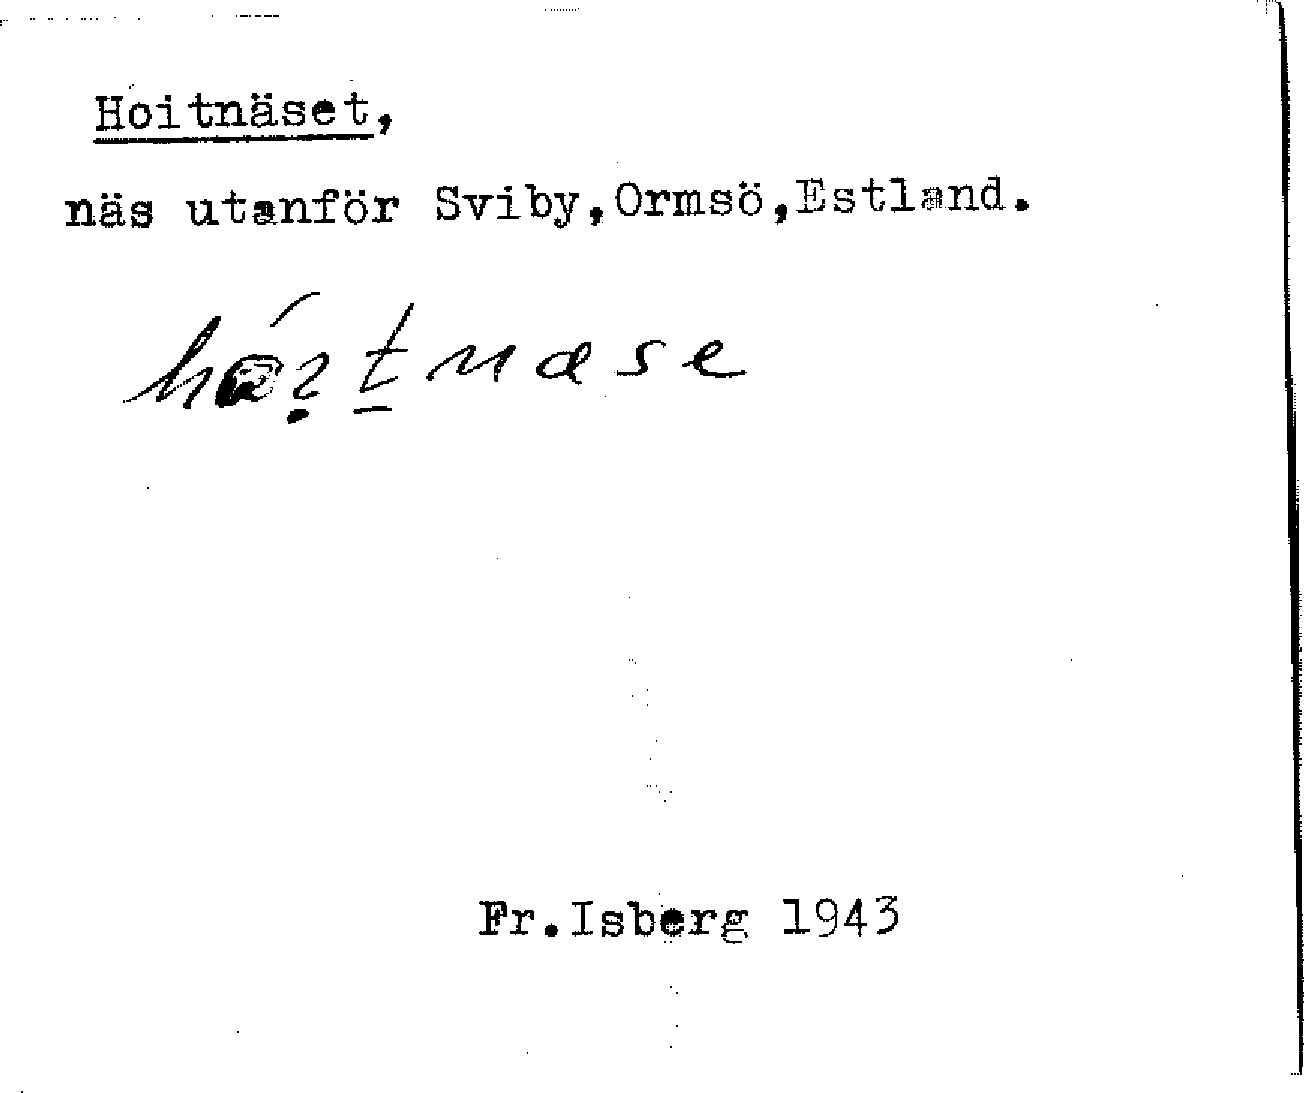 Hoitnäset,
näs utanför Sviby,Ormsö,Estland.
Fr.Isberg 1943